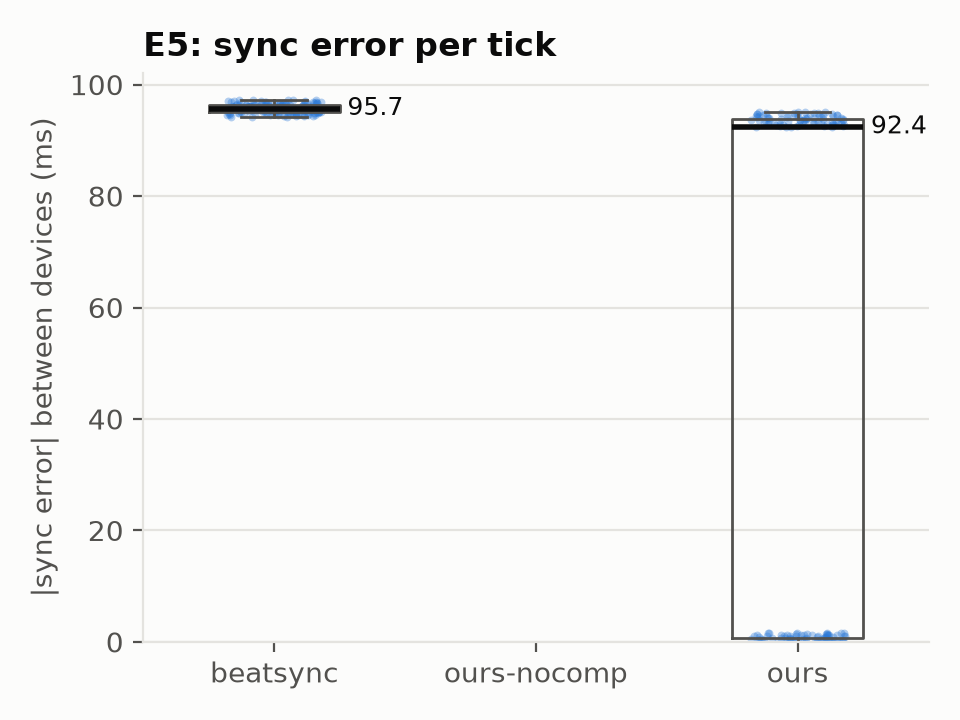 E5: sync error per tick
|sync error| between devices (ms)
100
80
60
40
20
0
95.7
92.4
beatsync
ours-nocomp
ours